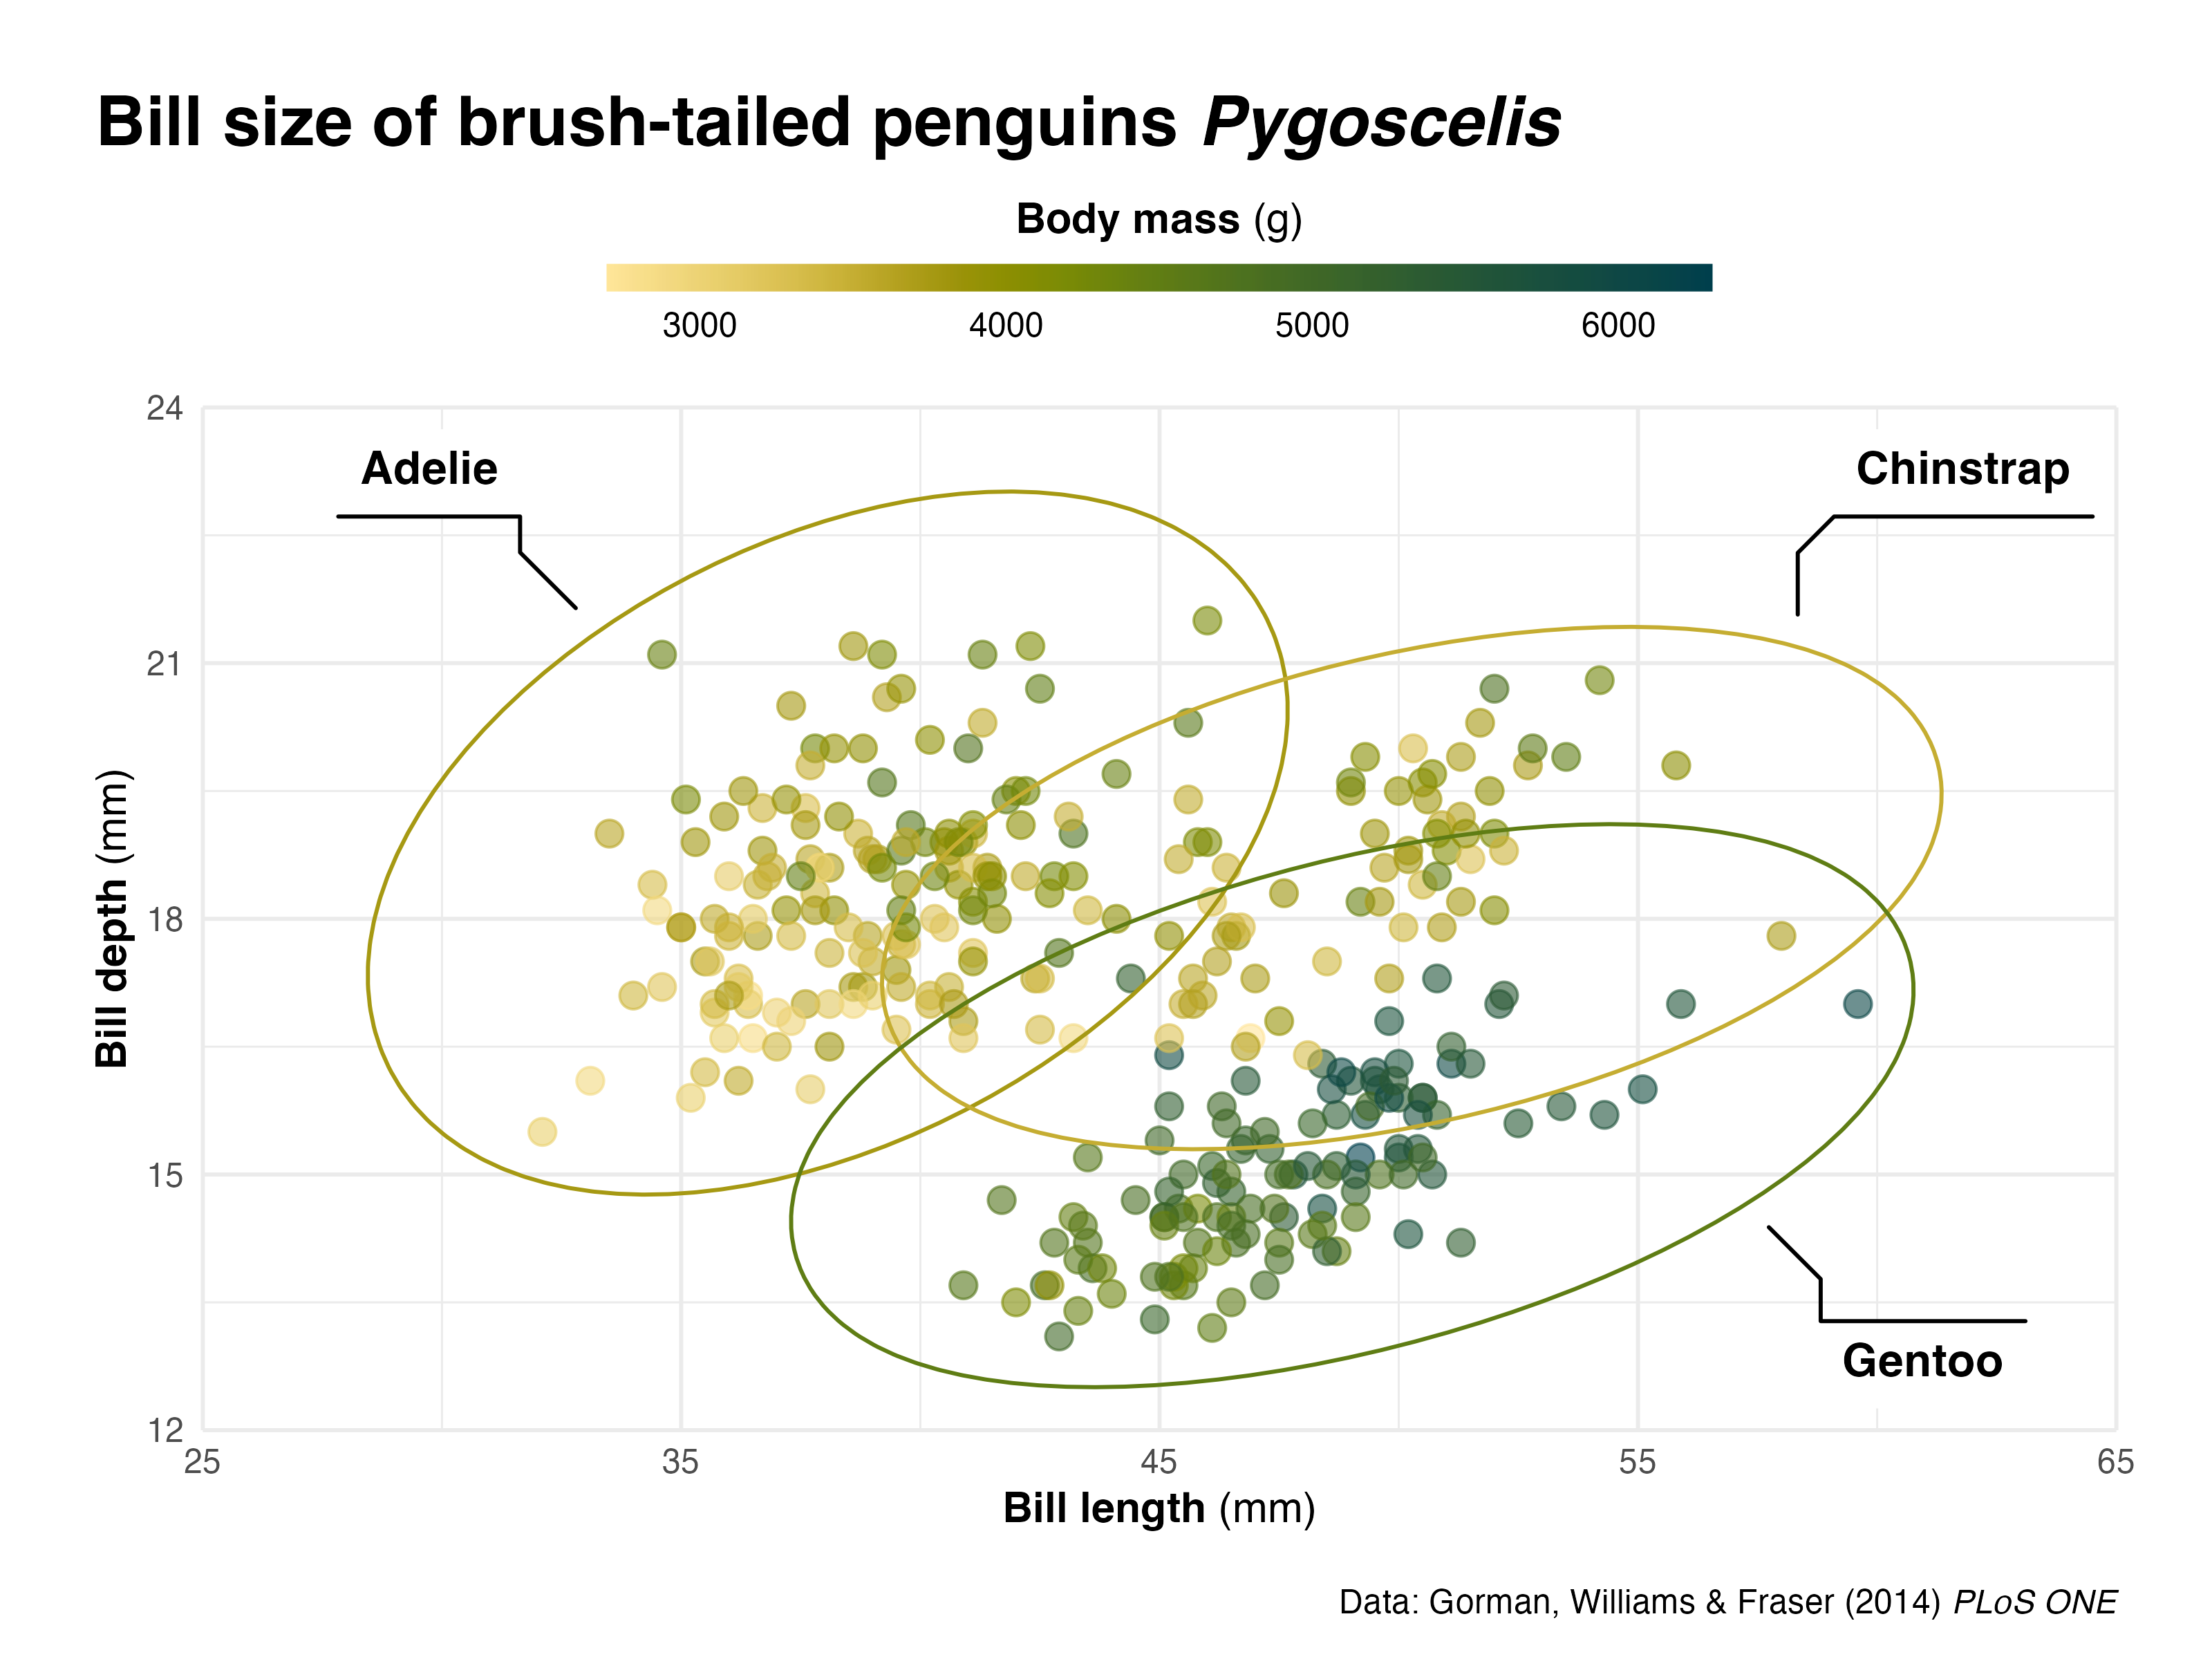 Bill size of brush-tailed penguins Pygoscelis
Body mass (g)
3000 4000 5000 6000
24
Adelie
Chinstrap
21
18
15
12
Bill depth (mm)
Gentoo
25 35 45 55 65
Bill length (mm)
Data: Gorman, Williams & Fraser (2014) PLoS ONE